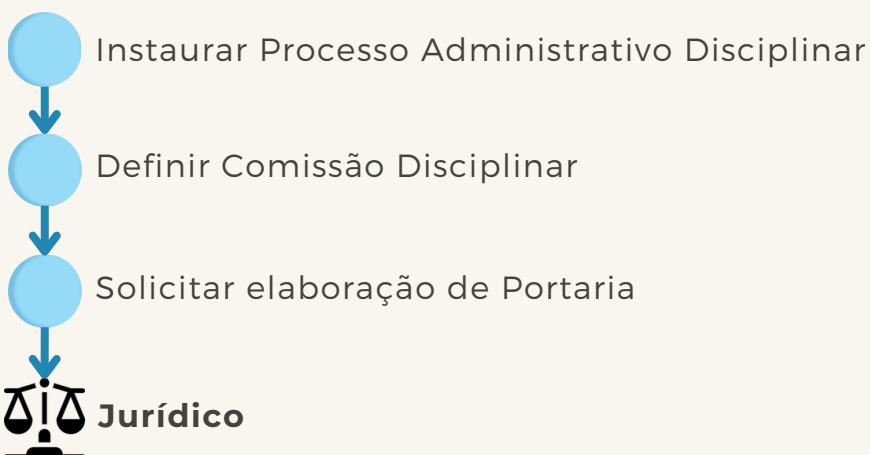 Instaurar Processo Administrativo Disciplinar
Definir Comissão Disciplinar
Solicitar elaboração de Portaria
Jurídico